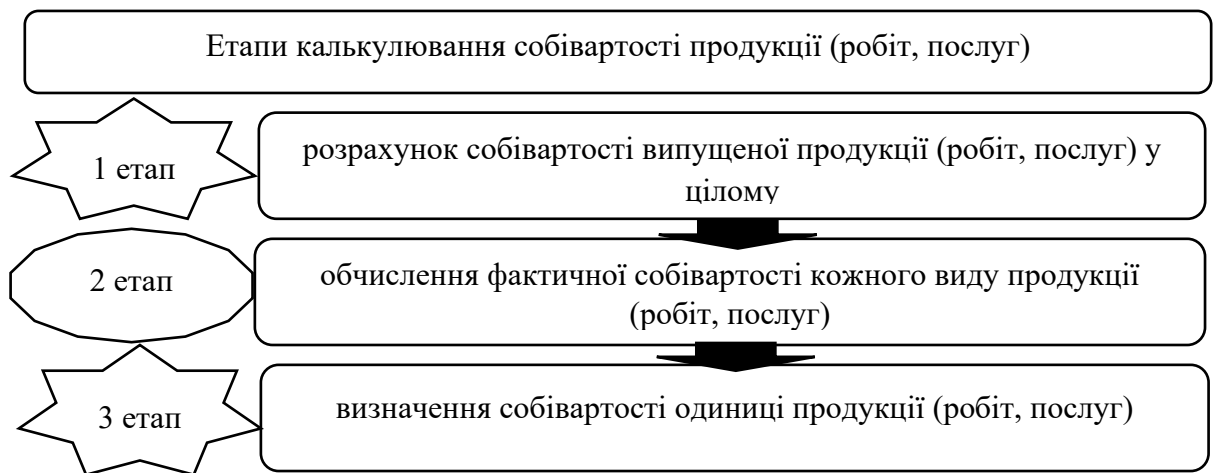 Етапи калькулювання собівартості продукції (робіт, послуг)
1 етап
розрахунок собівартості випущеної продукції (робіт, послуг) у
цілому
2 етап
обчислення фактичної собівартості кожного виду продукції
(робіт, послуг)
3 етап
визначення собівартості одиниці продукції (робіт, послуг)